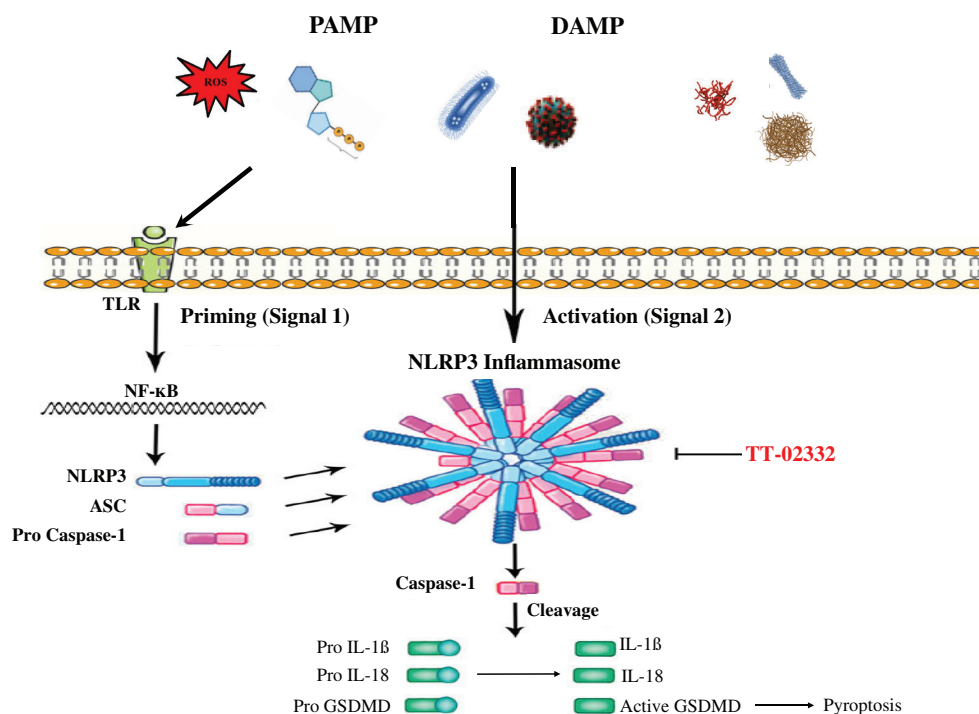 PAMP
DAMP
ROS
TLR
Priming (Signal 1)
Activation (Signal 2)
NLRP3 Inflammasome
NF-κB
TT-02332
NLRP3
ASC
Pro Caspase-1
Caspase-1
Cleavage
Pro IL-1ß
IL-1ß
Pro IL-18
IL-18
Pro GSDMD
Active GSDMD
Pyroptosis